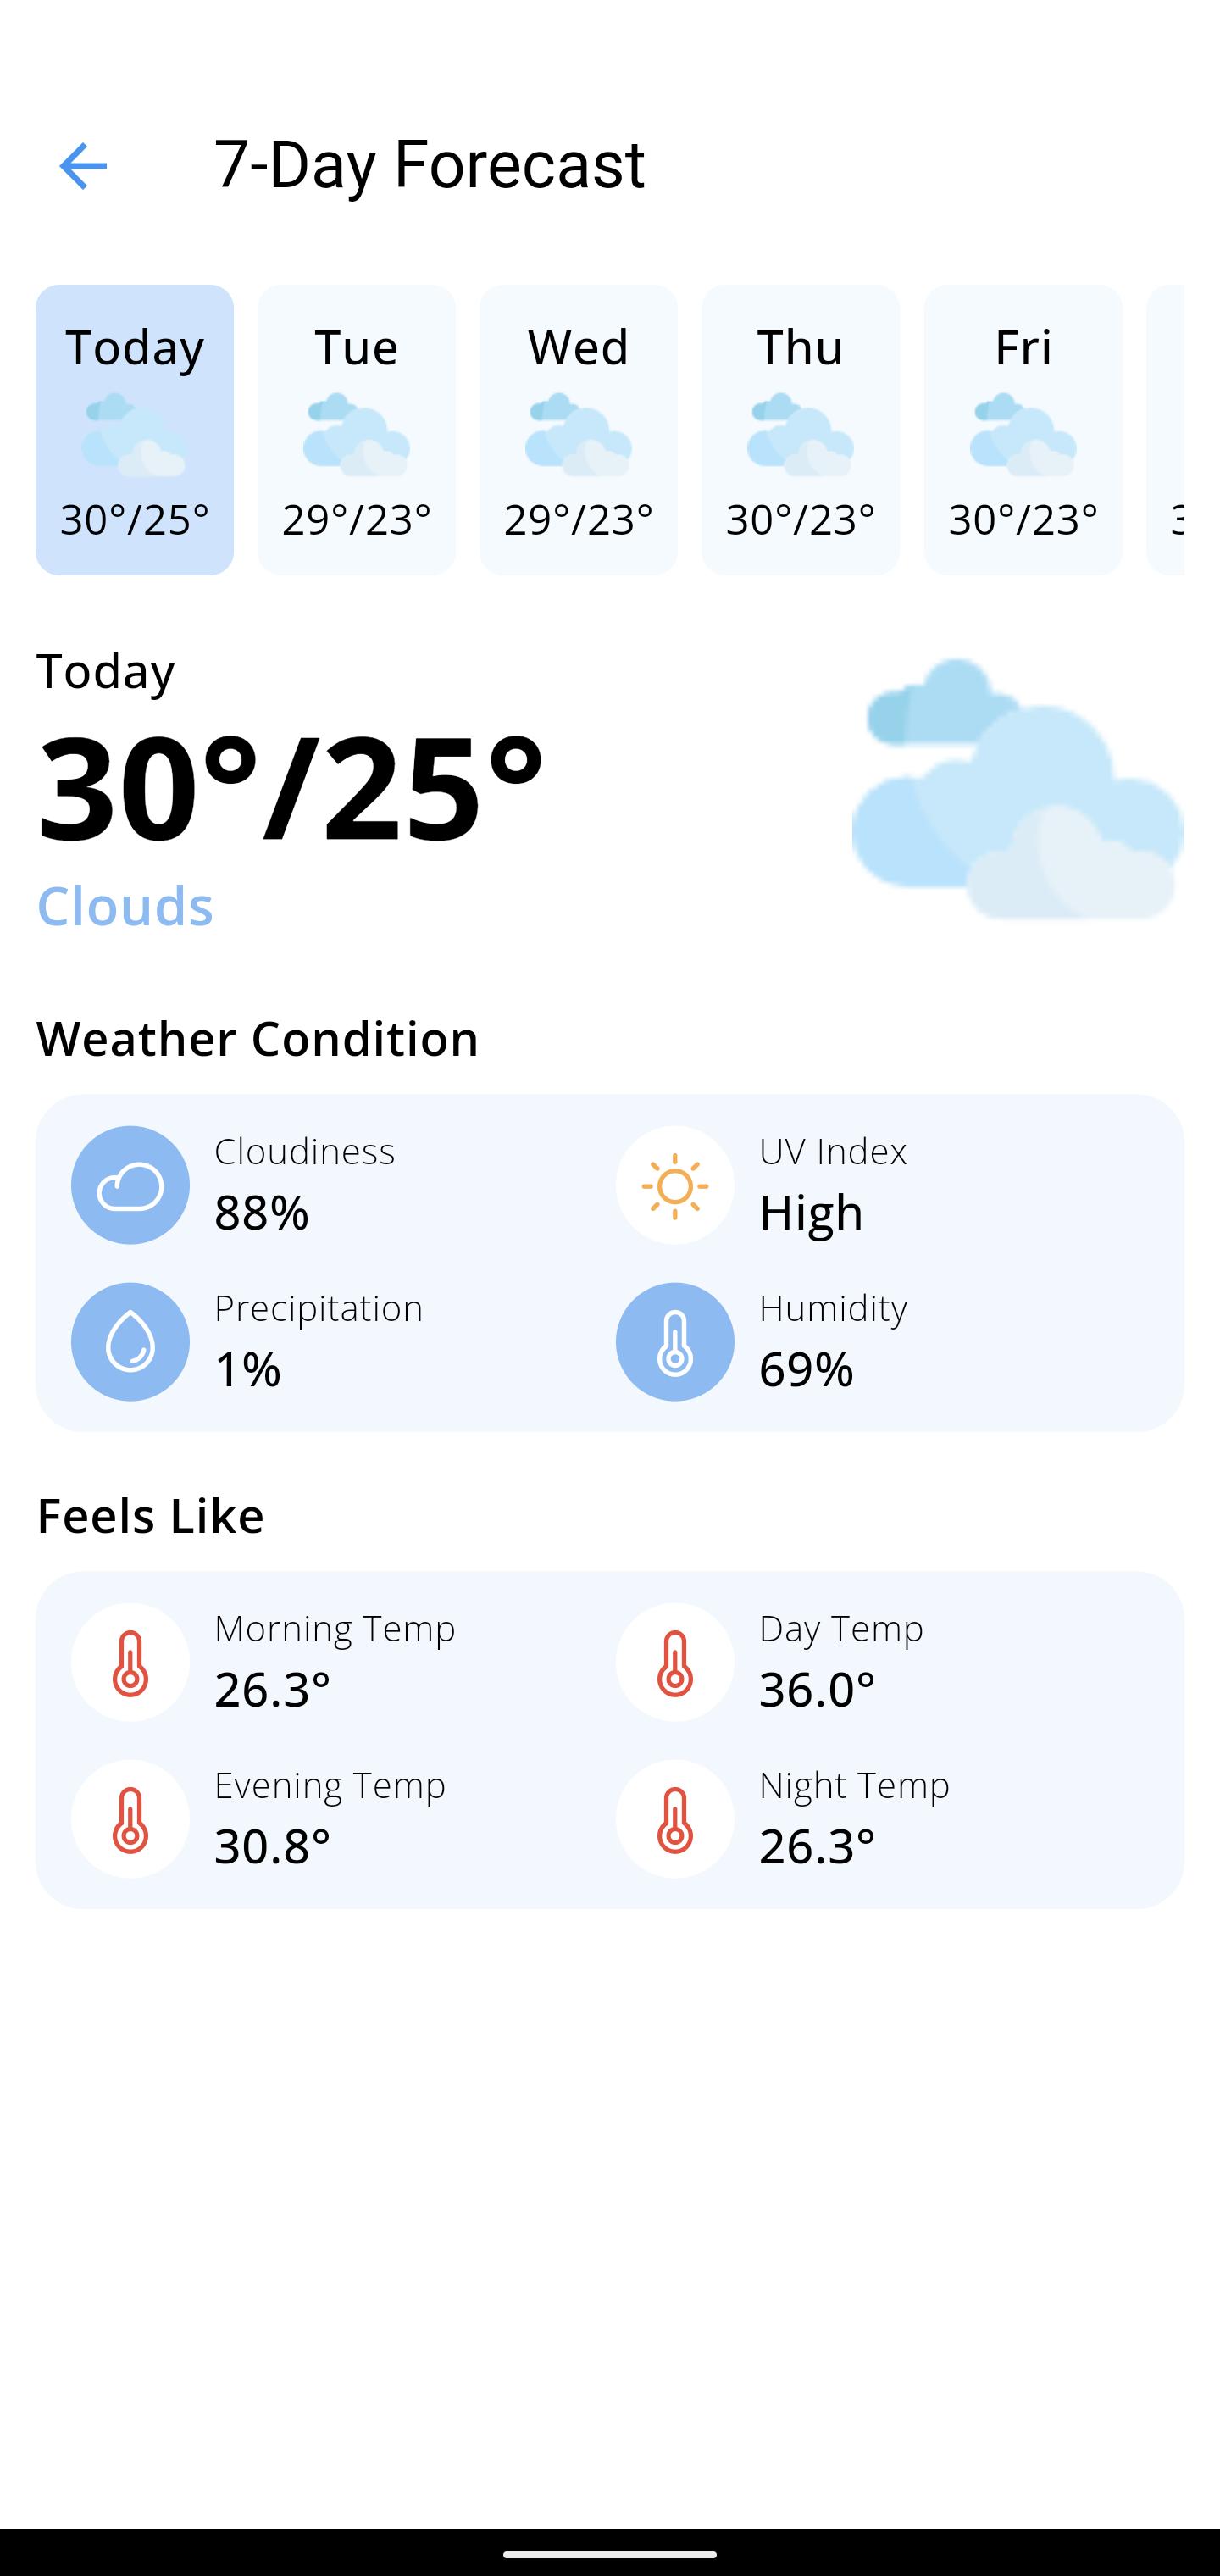 7-Day Forecast
Today Tue Wed Thu Fri
30°/25° 29°/23° 29°/23° 30°/23° 30°/23°
Today
30°/25°
Clouds
Weather Condition
Cloudiness UV Index
88% High
Precipitation Humidity
1% 69%
Feels Like
Morning Temp Day Temp
26.3° 36.0°
Evening Temp Night Temp
30.8° 26.3°